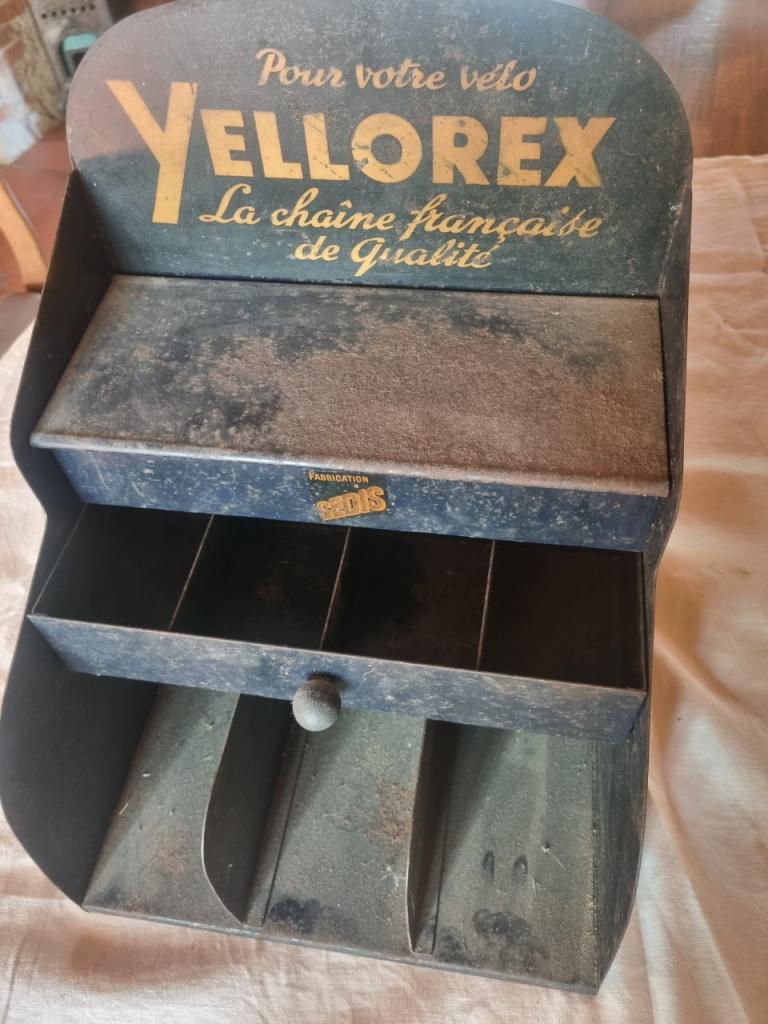 Pour votre vélo
YELLOREX
La chaîne française
de Qualité
FABRICATION
SEDIS